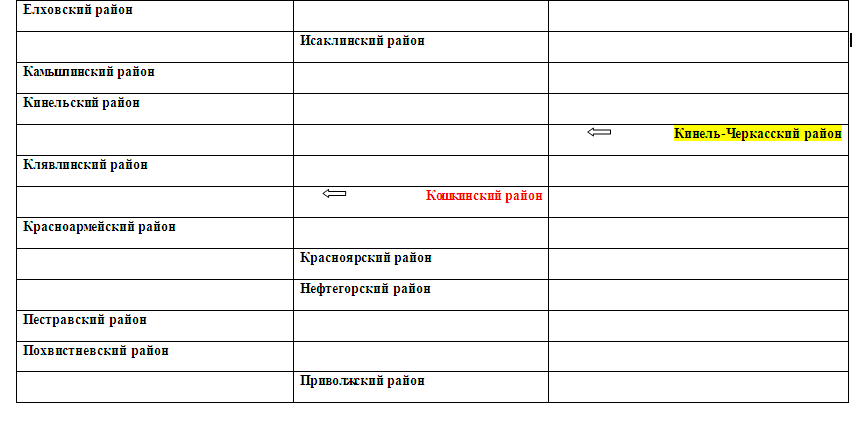 Елховский район
Исаклинский район
Камышлинский район
Кинельский район
⇦ Кинель-Черкасский район
Клявлинский район
⇦ Кошкинский район
Красноармейский район
Красноярский район
Нефтегорский район
Пестравский район
Похвистневский район
Приволжский район